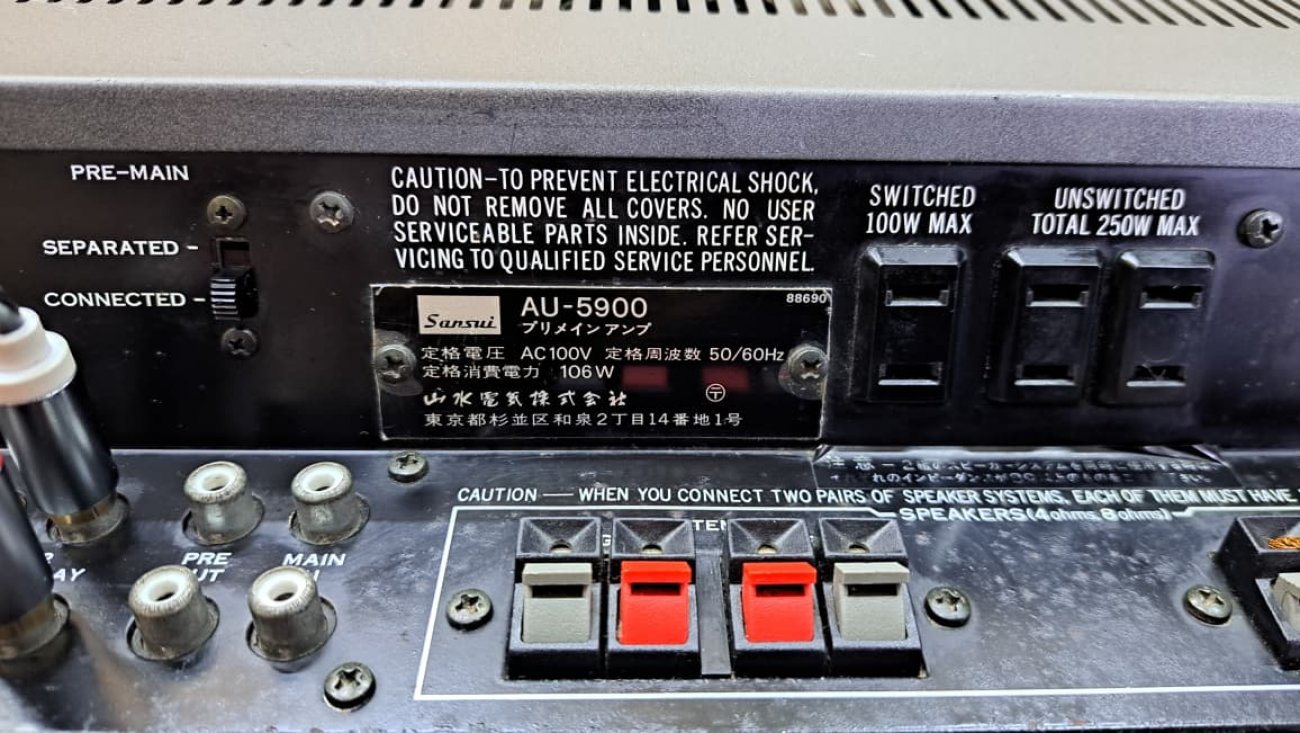 PRE-MAIN
SEPARATED -
CONNECTED -
CAUTION-TO PREVENT ELECTRICAL SHOCK,
DO NOT REMOVE ALL COVERS. NO USER
SERVICEABLE PARTS INSIDE. REFER SER-
VICING TO QUALIFIED SERVICE PERSONNEL.
SWITCHED
100W MAX
UNSWITCHED
TOTAL 250W MAX
Sansui
AU-5900
88690
プリメインアンプ
定格電圧 AC100V 定格周波数 50/60Hz
定格消費電力 106W
山水電気株式会社
〒
東京都杉並区和泉2丁目14番地1号
CAUTION — WHEN YOU CONNECT TWO PAIRS OF SPEAKER SYSTEMS, EACH OF THEM MUST HAVE
SPEAKERS (4ohms, 8ohms)
PRE
MAIN